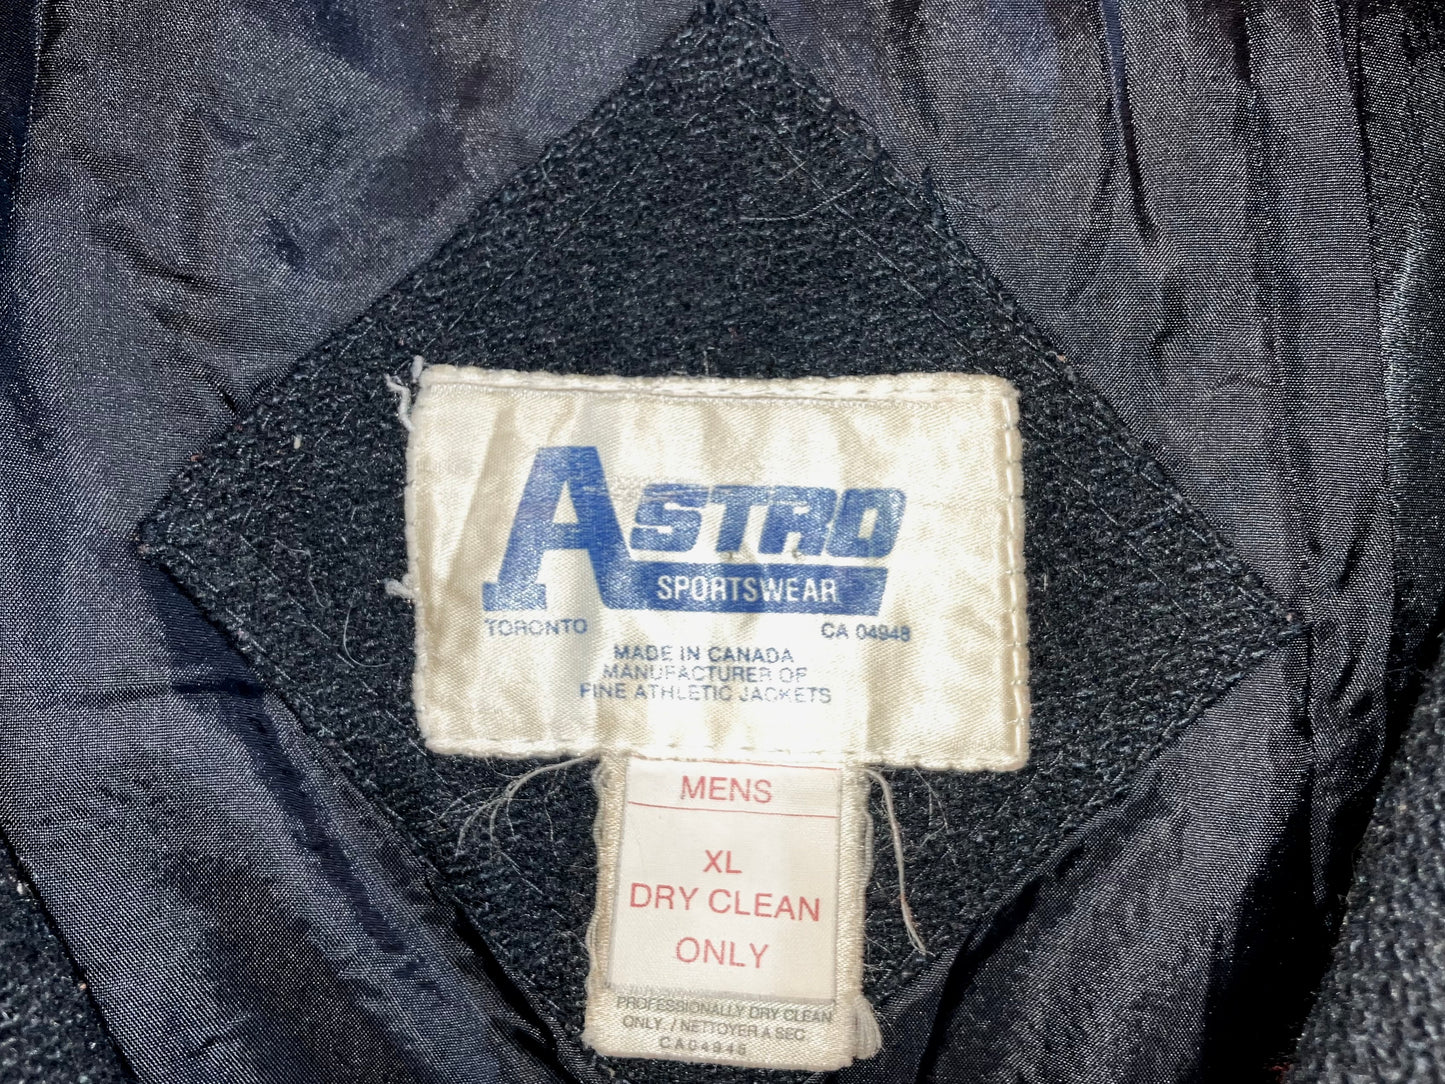 ASTRO
SPORTSWEAR
TORONTO CA 04948
MADE IN CANADA
MANUFACTURER OF
FINE ATHLETIC JACKETS
MENS
XL
DRY CLEAN
ONLY
PROFESSIONALLY DRY CLEAN
ONLY / NETTOYER A SEC
CA04948